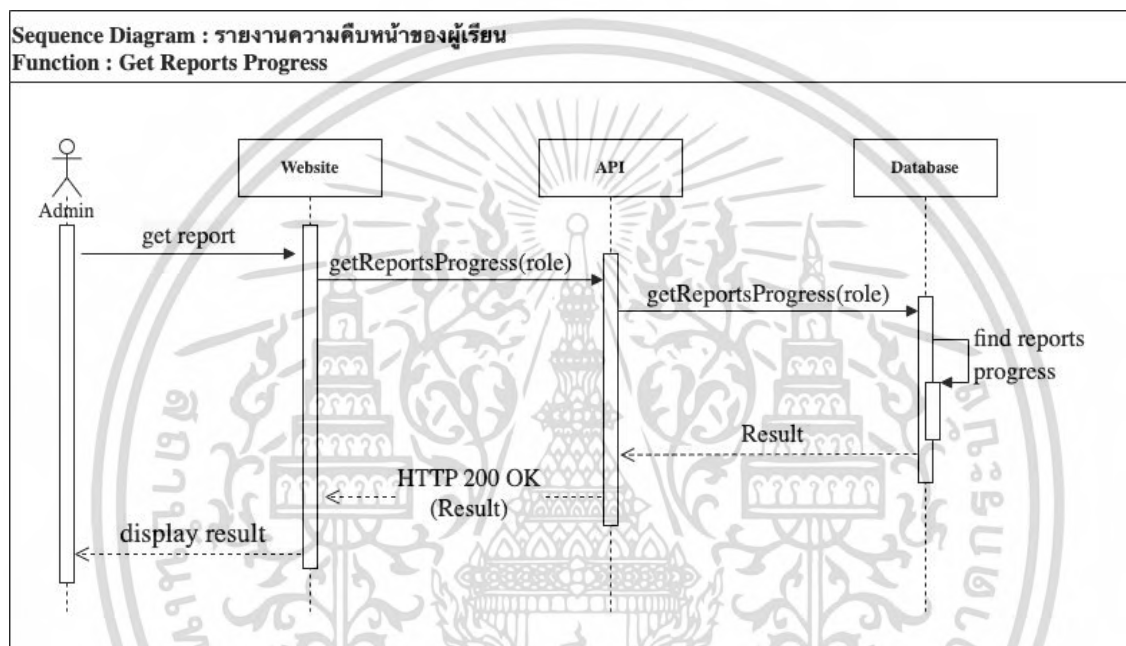 Sequence Diagram : รายงานความคืบหน้าของผู้เรียน
Function : Get Reports Progress
Website
API
Database
Admin
get report
getReportsProgress(role)
getReportsProgress(role)
find reports
progress
Result
HTTP 200 OK
(Result)
display result